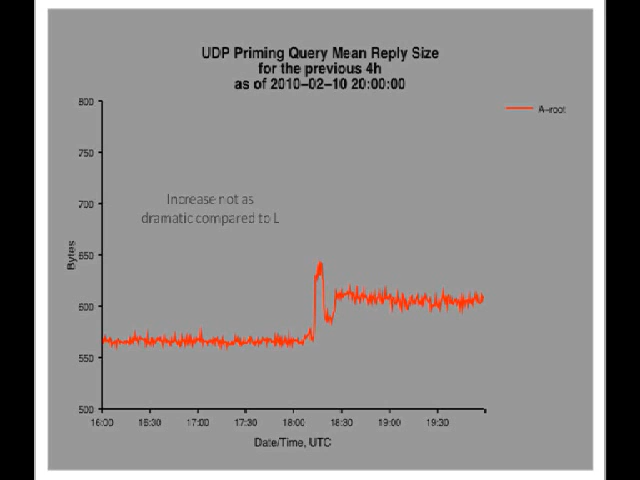 UDP Priming Query Mean Reply Size
for the previous 4h
as of 2010-02-10 20:00:00
A-root
800
750
700
650
600
550
500
Bytes
Increase not as
dramatic compared to L
16:00 16:30 17:00 17:30 18:00 18:30 19:00 19:30
Date/Time, UTC